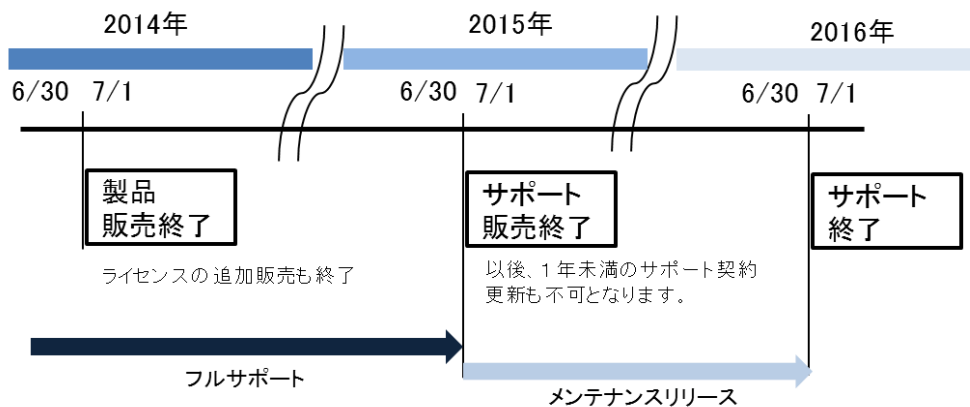 2014年
2015年
2016年
6/30 7/1
6/30 7/1
6/30 7/1
製品
販売終了
サポート
販売終了
サポート
終了
ライセンスの追加販売も終了
以後、1年未満のサポート契約
更新も不可となります。
フルサポート
メンテナンスリリース